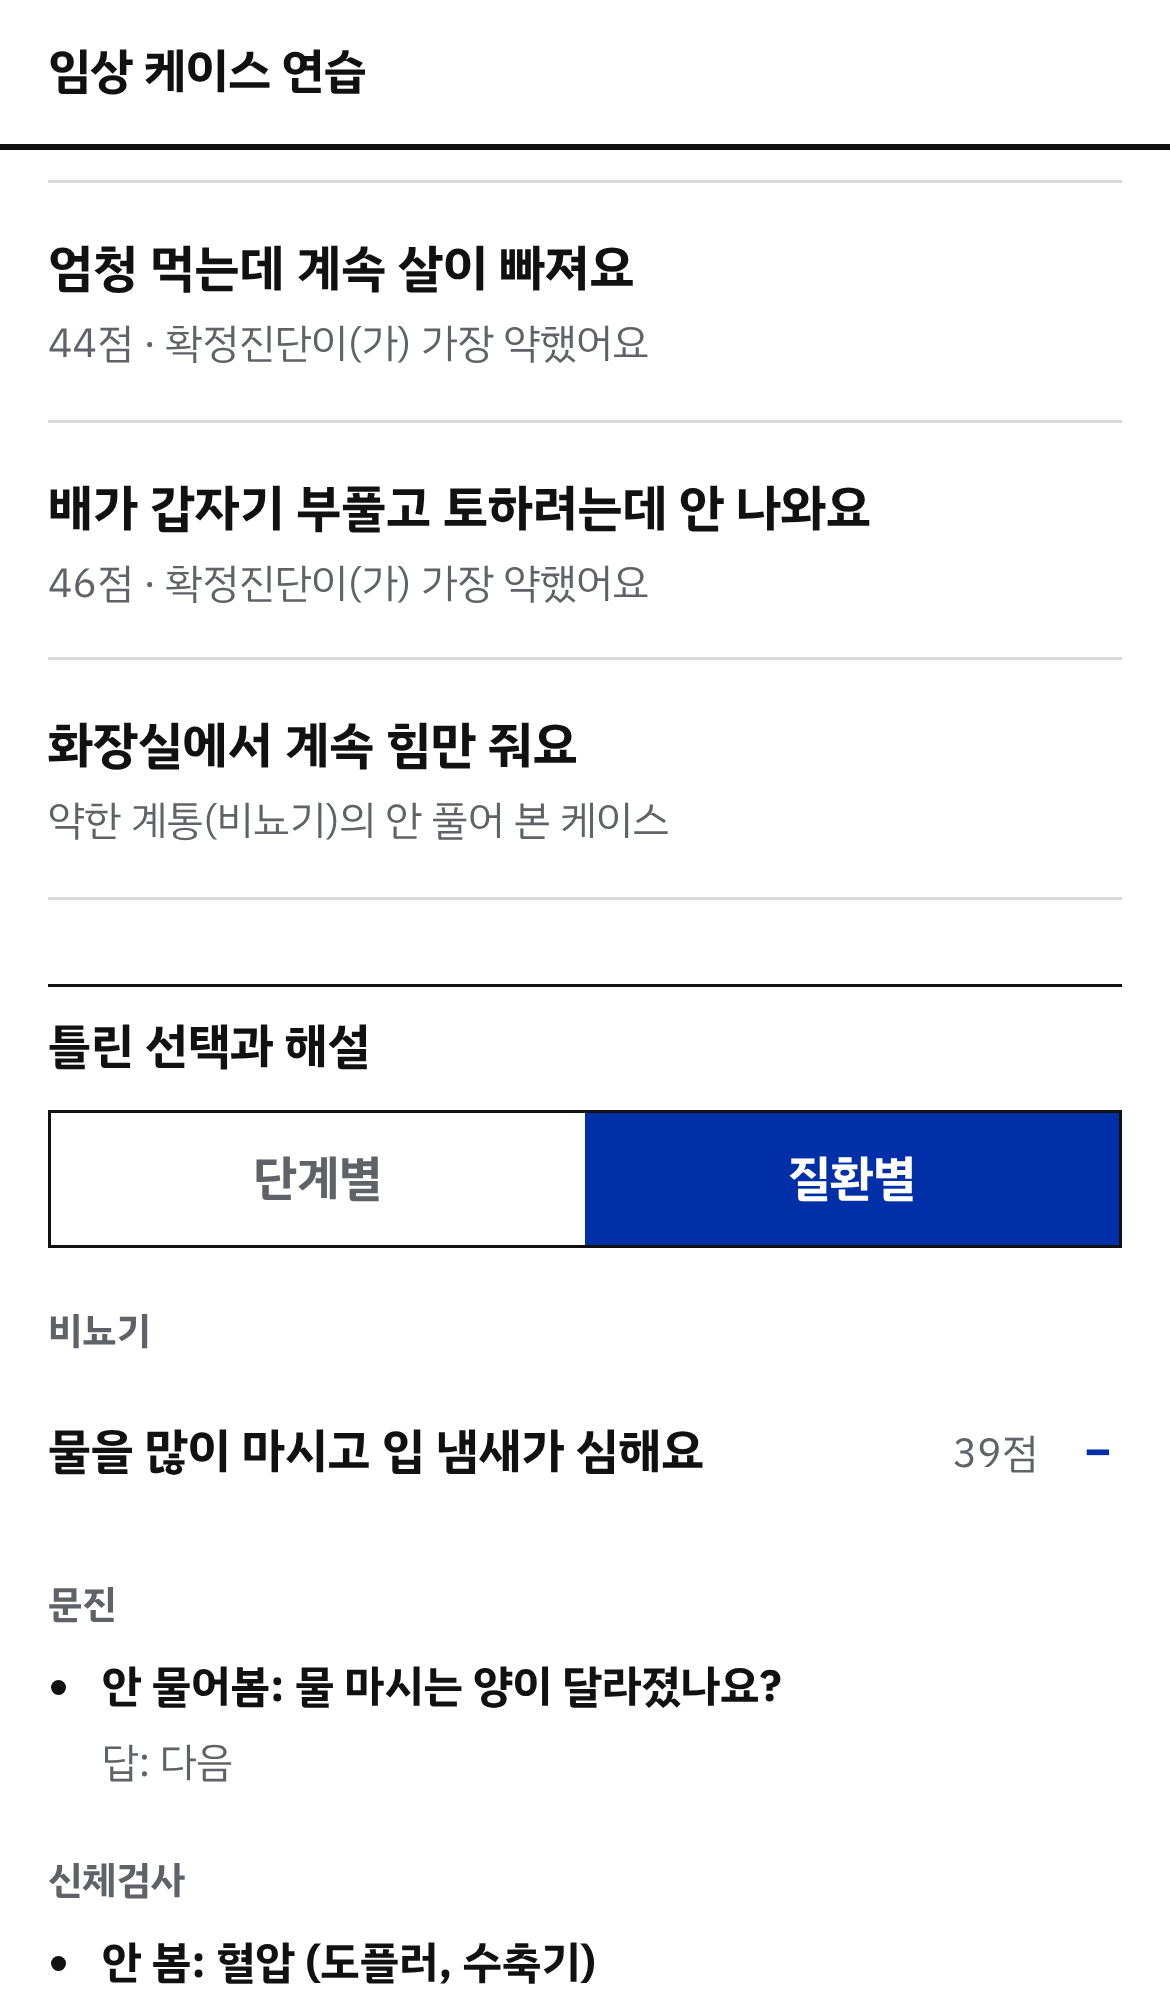 임상 케이스 연습
엄청 먹는데 계속 살이 빠져요
44점 · 확정진단이(가) 가장 약했어요
배가 갑자기 부풀고 토하려는데 안 나와요
46점 · 확정진단이(가) 가장 약했어요
화장실에서 계속 힘만 줘요
약한 계통(비뇨기)의 안 풀어 본 케이스
틀린 선택과 해설
단계별 질환별
비뇨기
물을 많이 마시고 입 냄새가 심해요 39점 −
문진
• 안 물어봄: 물 마시는 양이 달라졌나요?
답: 다음
신체검사
• 안 봄: 혈압 (도플러, 수축기)